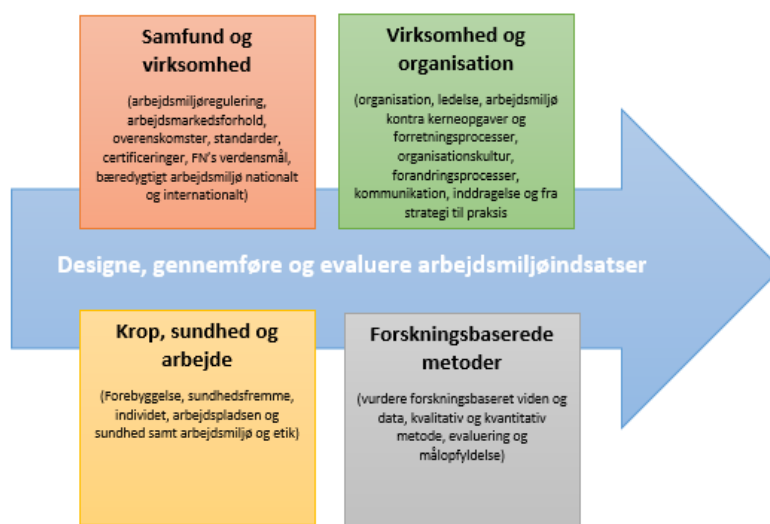 Samfund og
virksomhed
(arbejdsmiljøregulering,
arbejdsmarkedsforhold,
overenskomster, standarder,
certificeringer, FN's verdensmål,
bæredygtigt arbejdsmiljø nationalt
og internationalt)
Virksomhed og
organisation
(organisation, ledelse, arbejdsmiljø
kontra kerneopgaver og
forretningsprocesser,
organisationskultur,
forandringsprocesser,
kommunikation, inddragelse og fra
strategi til praksis
Designe, gennemføre og evaluere arbejdsmiljøindsatser
Krop, sundhed og
arbejde
(Forebyggelse, sundhedsfremme,
individet, arbejdspladsen og
sundhed samt arbejdsmiljø og etik)
Forskningsbaserede
metoder
(vurdere forskningsbaseret viden og
data, kvalitativ og kvantitativ
metode, evaluering og
målopfyldelse)